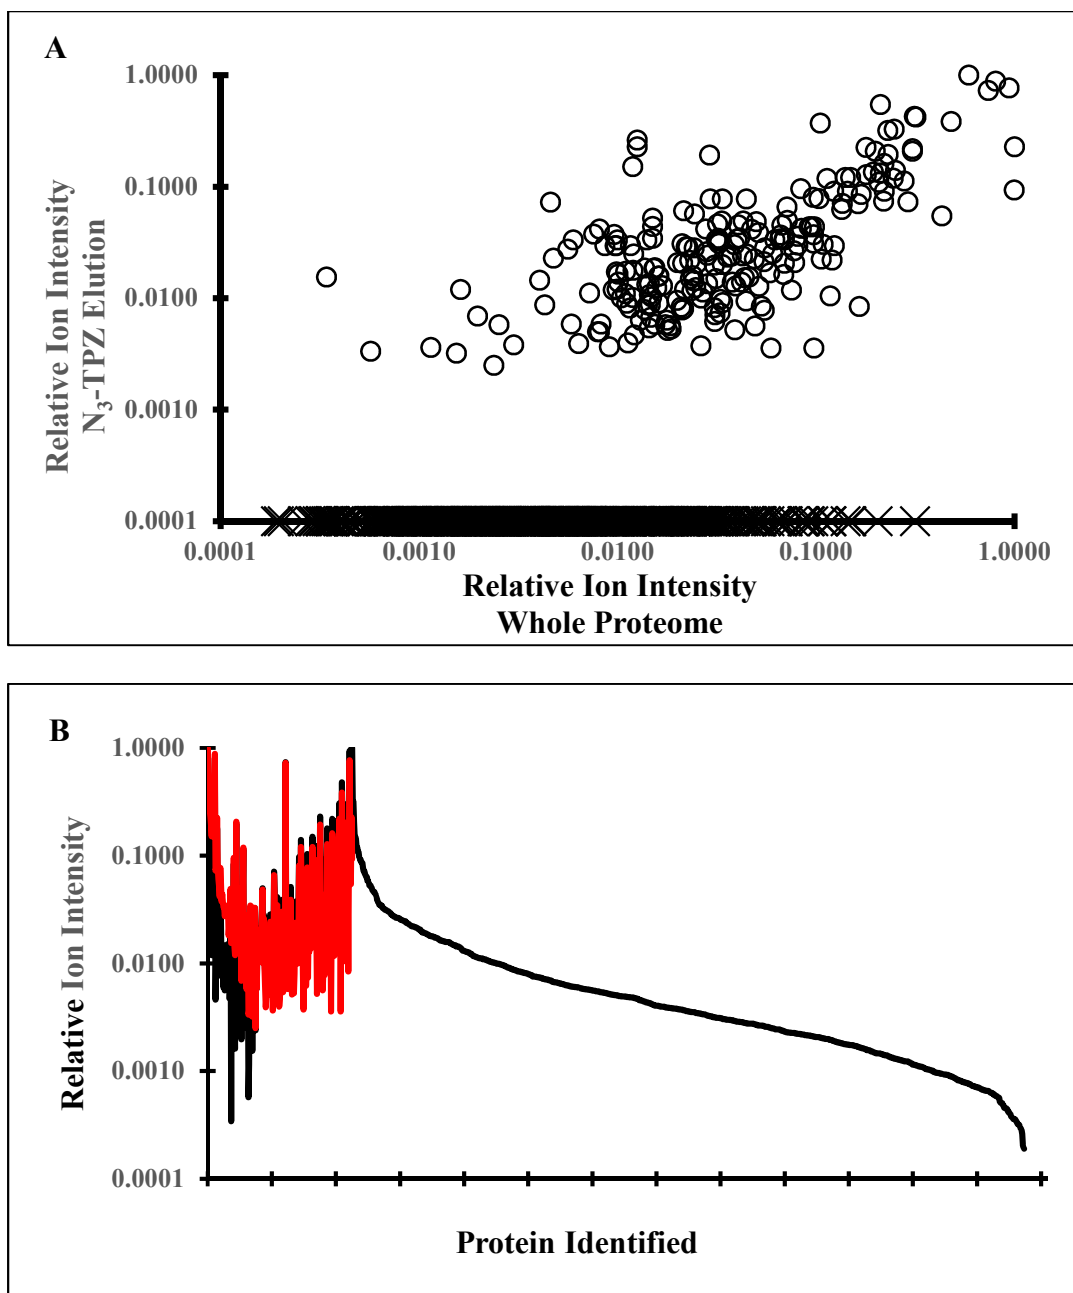 A
1.0000
0.1000
0.0100
0.0010
0.0001
Relative Ion Intensity
N₃-TPZ Elution
0.0001 0.0010 0.0100 0.1000 1.0000
Relative Ion Intensity
Whole Proteome
B
1.0000
0.1000
0.0100
0.0010
0.0001
Relative Ion Intensity
Protein Identified